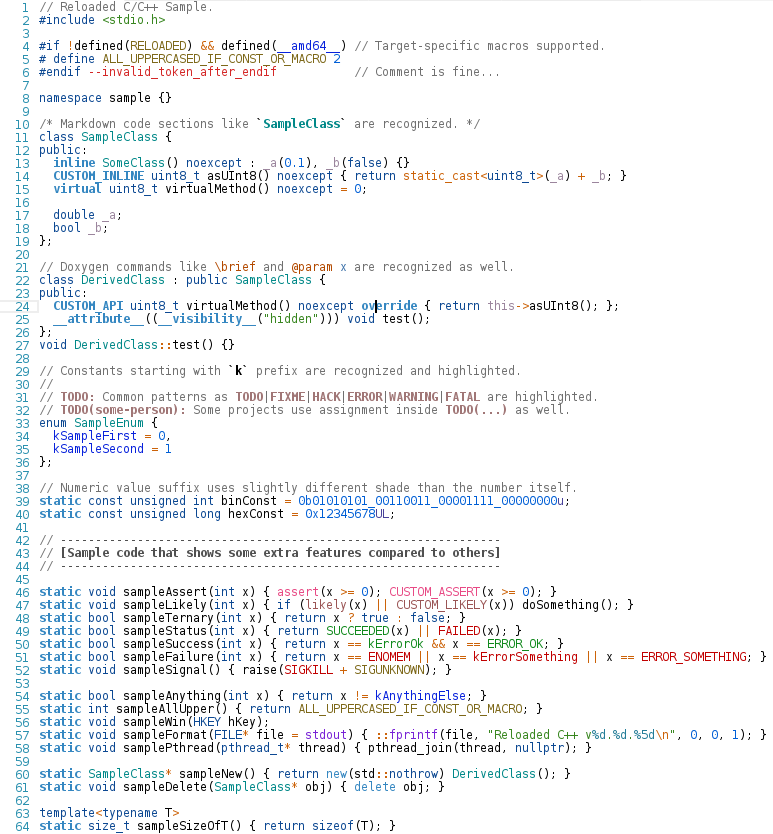 1 // Reloaded C/C++ Sample.
2 #include <stdio.h>
3
4 #if !defined(RELOADED) && defined(__amd64__) // Target-specific macros supported.
5 # define ALL_UPPERCASED_IF_CONST_OR_MACRO 2
6 #endif --invalid_token_after_endif           // Comment is fine...
7
8 namespace sample {}
9
10 /* Markdown code sections like `SampleClass` are recognized. */
11 class SampleClass {
12 public:
13   inline SomeClass() noexcept : _a(0.1), _b(false) {}
14   CUSTOM_INLINE uint8_t asUInt8() noexcept { return static_cast<uint8_t>(_a) + _b; }
15   virtual uint8_t virtualMethod() noexcept = 0;
16
17   double _a;
18   bool _b;
19 };
20
21 // Doxygen commands like \brief and @param x are recognized as well.
22 class DerivedClass : public SampleClass {
23 public:
24   CUSTOM_API uint8_t virtualMethod() noexcept override { return this->asUInt8(); };
25   __attribute__((__visibility__("hidden"))) void test();
26 };
27 void DerivedClass::test() {}
28
29 // Constants starting with `k` prefix are recognized and highlighted.
30 //
31 // TODO: Common patterns as TODO|FIXME|HACK|ERROR|WARNING|FATAL are highlighted.
32 // TODO(some-person): Some projects use assignment inside TODO(...) as well.
33 enum SampleEnum {
34   kSampleFirst = 0,
35   kSampleSecond = 1
36 };
37
38 // Numeric value suffix uses slightly different shade than the number itself.
39 static const unsigned int binConst = 0b01010101_00110011_00001111_00000000u;
40 static const unsigned long hexConst = 0x12345678UL;
41
42 // --------------------------------------------------------------
43 // [Sample code that shows some extra features compared to others]
44 // --------------------------------------------------------------
45
46 static void sampleAssert(int x) { assert(x >= 0); CUSTOM_ASSERT(x >= 0); }
47 static void sampleLikely(int x) { if (likely(x) || CUSTOM_LIKELY(x)) doSomething(); }
48 static bool sampleTernary(int x) { return x ? true : false; }
49 static bool sampleStatus(int x) { return SUCCEEDED(x) || FAILED(x); }
50 static bool sampleSuccess(int x) { return x == kErrorOk && x == ERROR_OK; }
51 static bool sampleFailure(int x) { return x == ENOMEM || x == kErrorSomething || x == ERROR_SOMETHING; }
52 static void sampleSignal() { raise(SIGKILL + SIGUNKNOWN); }
53
54 static bool sampleAnything(int x) { return x != kAnythingElse; }
55 static int sampleAllUpper() { return ALL_UPPERCASED_IF_CONST_OR_MACRO; }
56 static void sampleWin(HKEY hKey);
57 static void sampleFormat(FILE* file = stdout) { ::fprintf(file, "Reloaded C++ v%d.%d.%5d\n", 0, 0, 1); }
58 static void samplePthread(pthread_t* thread) { pthread_join(thread, nullptr); }
59
60 static SampleClass* sampleNew() { return new(std::nothrow) DerivedClass(); }
61 static void sampleDelete(SampleClass* obj) { delete obj; }
62
63 template<typename T>
64 static size_t sampleSizeOfT() { return sizeof(T); }